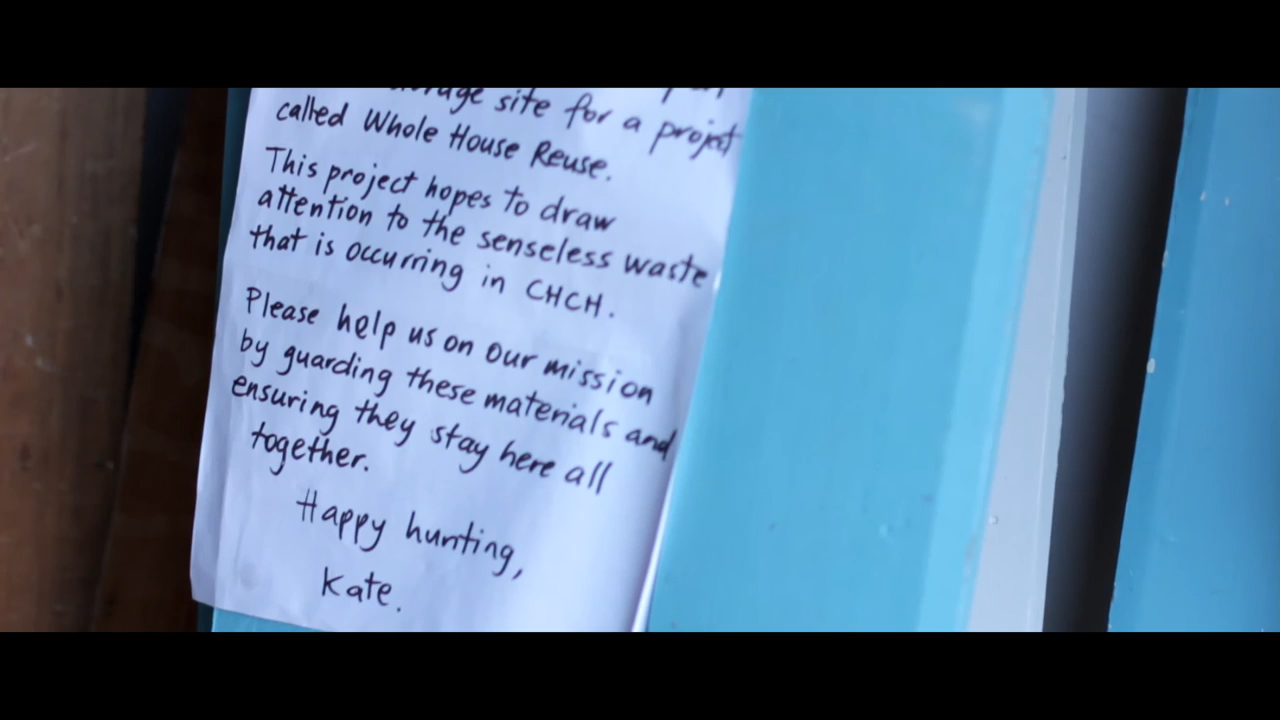 site for a project
called Whole House Reuse.
This project hopes to draw
attention to the senseless waste
that is occurring in CHCH.
Please help us on our mission
by guarding these materials and
ensuring they stay here all
together.
Happy hunting,
Kate.